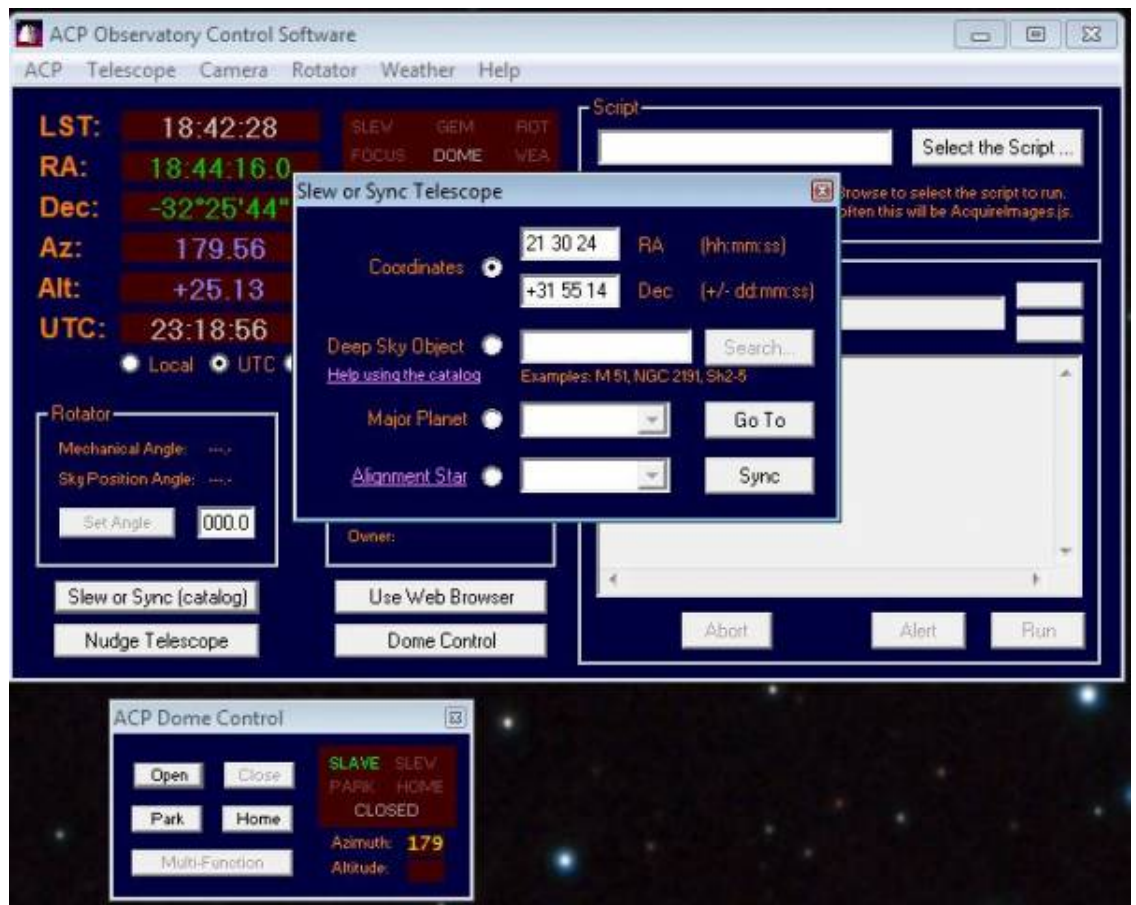 ACP Observatory Control Software
ACP Telescope Camera Rotator Weather Help
LST: 18:42:28
RA: 18:44:16.0
Dec: -32°25'44"
Az: 179.56
Alt: +25.13
UTC: 23:18:56
Local UTC
SLEW GEM ROT
FOCUS DOME WEA
Script
Select the Script ...
Browse to select the script to run.
often this will be AcquireImages.js.
Slew or Sync Telescope
Coordinates 21 30 24 RA (hh:mm:ss)
+31 55 14 Dec (+/- dd:mm:ss)
Deep Sky Object Search...
Help using the catalog Examples: M 51, NGC 2191, Sh2-5
Major Planet Go To
Alignment Star Sync
Rotator
Mechanical Angle: ---.-
Sky Position Angle: ---.-
Set Angle 000.0
Owner:
Slew or Sync (catalog) Use Web Browser
Nudge Telescope Dome Control
Abort Alert Run
ACP Dome Control
Open Close
Park Home
Multi-Function
SLAVE SLEW
PARK HOME
CLOSED
Azimuth: 179
Altitude: